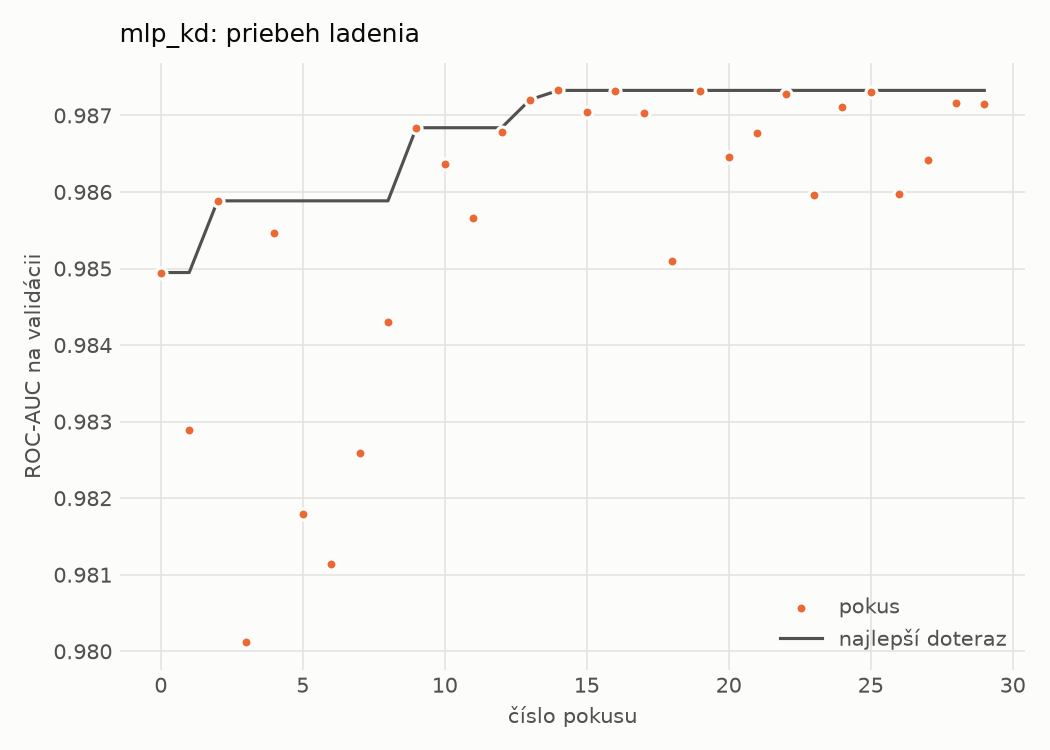 mlp_kd: priebeh ladenia
ROC-AUC na validácii
0.987
0.986
0.985
0.984
0.983
0.982
0.981
0.980
0 5 10 15 20 25 30
číslo pokusu
pokus
najlepší doteraz